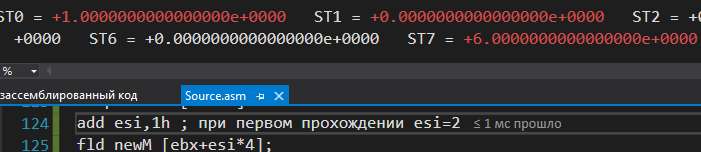 ST0 = +1.0000000000000000e+0000 ST1 = +0.0000000000000000e+0000 ST2 = +0
+0000 ST6 = +0.0000000000000000e+0000 ST7 = +6.0000000000000000e+0000
%
зассемблированный код Source.asm
124 add esi,1h ; при первом прохождении esi=2 ≤ 1 мс прошло
125 fld newM [ebx+esi*4];